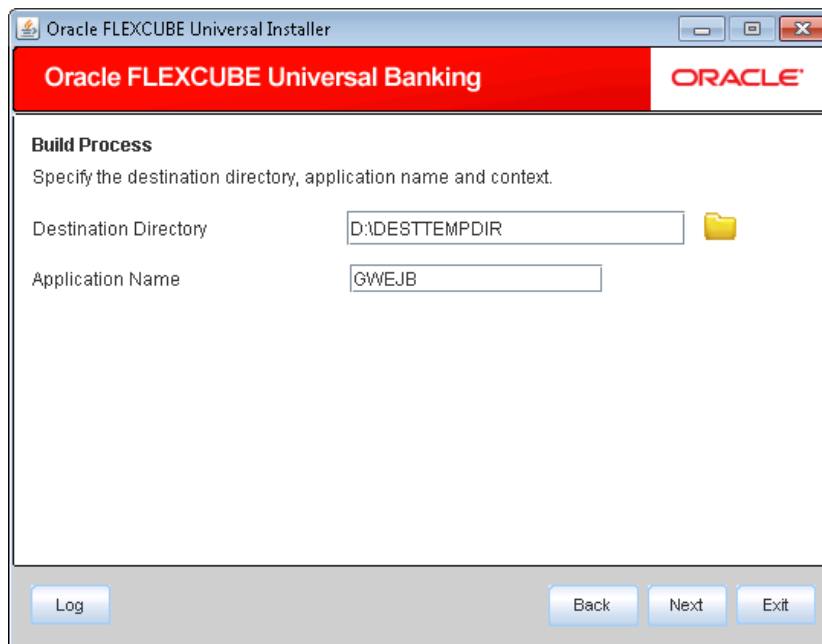 Oracle FLEXCUBE Universal Installer
Oracle FLEXCUBE Universal Banking
ORACLE
Build Process
Specify the destination directory, application name and context.
Destination Directory D:\DESTTEMPDIR
Application Name GWEJB
Log Back Next Exit